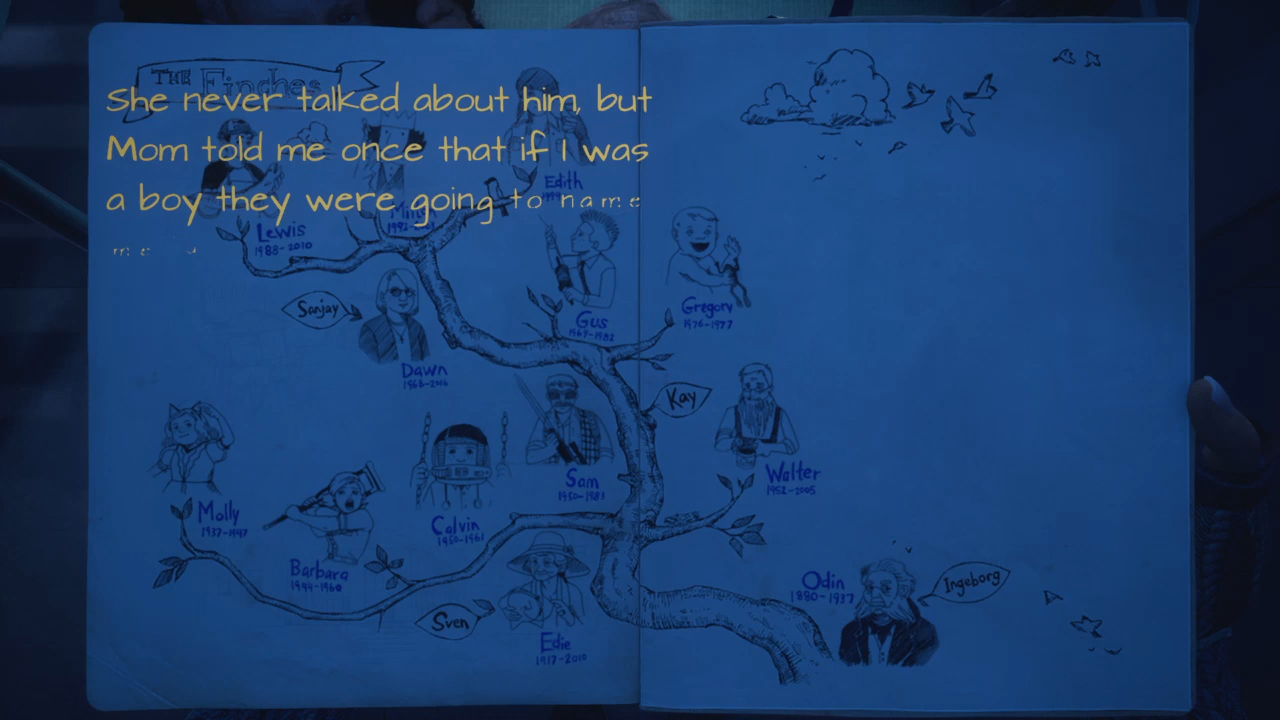 The Finches
She never talked about him, but
Mom told me once that if I was
a boy they were going to name
me a
Edith
Milton
Lewis
1988-2010
Sanjay
Gus
1969-1982
Gregory
1976-1977
Dawn
1968-2016
Kay
Sam
1950-1983
Walter
1952-2005
Molly
1937-1947
Calvin
1950-1961
Barbara
1944-1960
Odin
1880-1937
Ingeborg
Sven
Edie
1917-2010